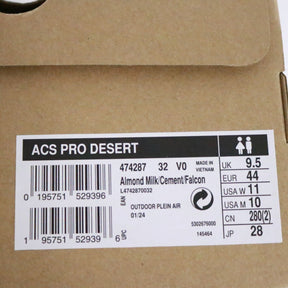 ACS PRO DESERT
474287 32 V0 MADE IN VIETNAM
Almond Milk/Cement/Falcon
L4742870032
0 195751 529396
EAN
OUTDOOR PLEIN AIR
01/24
1 95751 52939 6
UPC
5302675000
145464
UK 9.5
EUR 44
USA W 11
USA M 10
CN 280(2)
JP 28